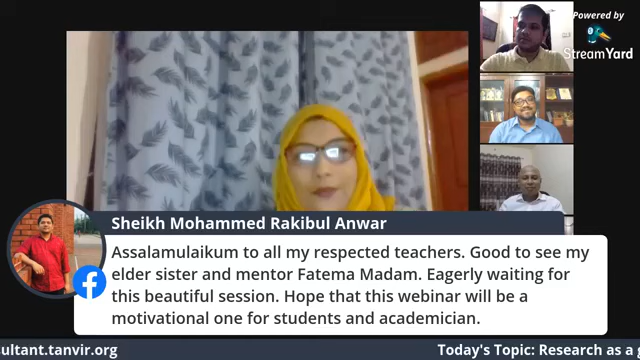 Powered by
StreamYard
Sheikh Mohammed Rakibul Anwar
Assalamulaikum to all my respected teachers. Good to see my
elder sister and mentor Fatema Madam. Eagerly waiting for
this beautiful session. Hope that this webinar will be a
motivational one for students and academician.
sultant.tanvir.org
Today's Topic: Research as a